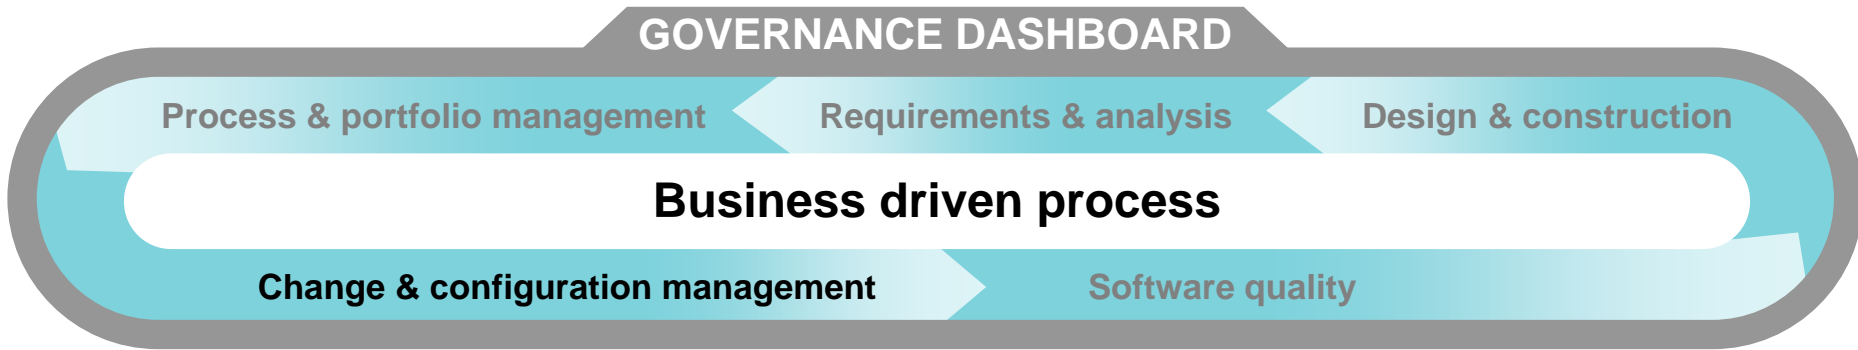 GOVERNANCE DASHBOARD
Process & portfolio management
Requirements & analysis
Design & construction
Business driven process
Change & configuration management
Software quality